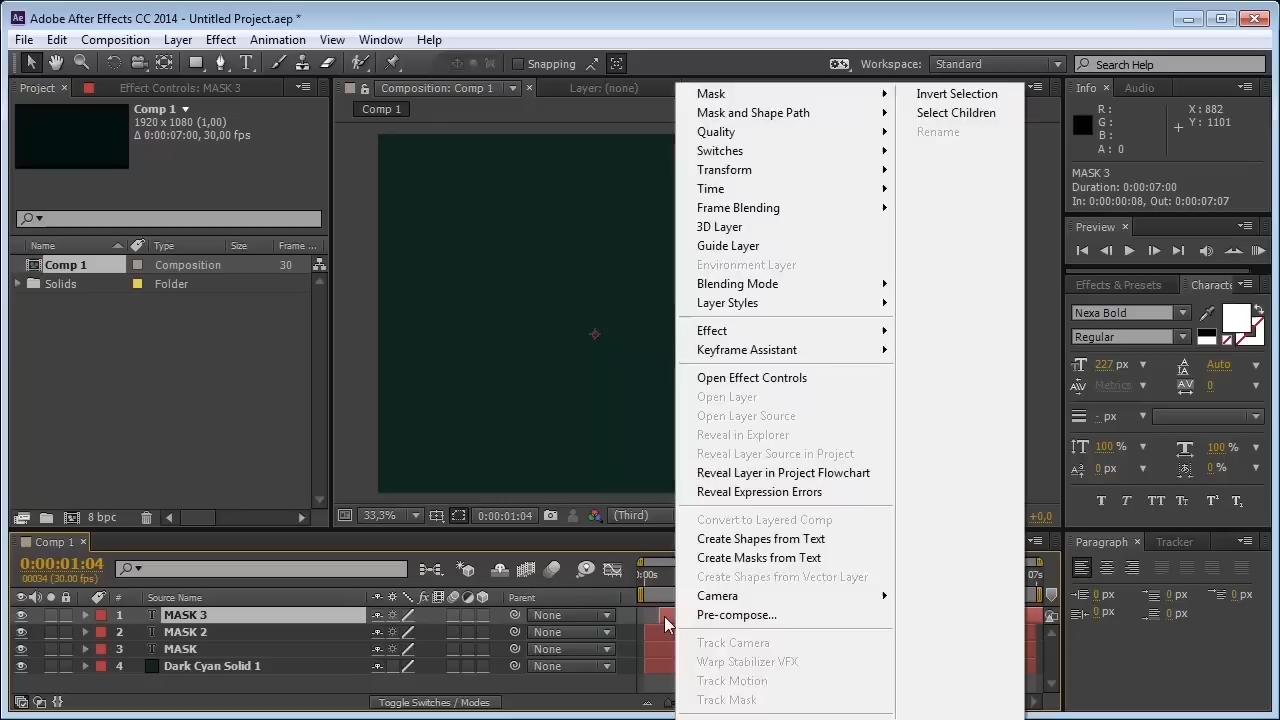 Adobe After Effects CC 2014 - Untitled Project.aep *
File Edit Composition Layer Effect Animation View Window Help
Snapping
Workspace: Standard
Search Help
Project
Effect Controls: MASK 3
Comp 1
1920 x 1080 (1,00)
Δ 0:00:07:00, 30,00 fps
Name Type Size Frame ...
Comp 1 Composition 30
Solids Folder
8 bpc
Composition: Comp 1
Layer: (none)
Comp 1
33,3%
0:00:01:04
(Third)
+0,0
Mask
Mask and Shape Path
Quality
Switches
Transform
Time
Frame Blending
3D Layer
Guide Layer
Environment Layer
Blending Mode
Layer Styles
Effect
Keyframe Assistant
Open Effect Controls
Open Layer
Open Layer Source
Reveal in Explorer
Reveal Layer Source in Project
Reveal Layer in Project Flowchart
Reveal Expression Errors
Convert to Layered Comp
Create Shapes from Text
Create Masks from Text
Create Shapes from Vector Layer
Camera
Pre-compose...
Track Camera
Warp Stabilizer VFX
Track Motion
Track Mask
Invert Selection
Select Children
Rename
Info Audio
R :
G :
B :
A : 0
X : 882
Y : 1101
MASK 3
Duration: 0:00:07:00
In: 0:00:00:08, Out: 0:00:07:07
Preview
Effects & Presets
Charact
Nexa Bold
Regular
227 px
Auto
Metrics
0
- px
100 %
100 %
0 px
0 %
T T TT Tt T¹ T₁
Paragraph Tracker
0 px 0 px 0 px
0 px 0 px
Comp 1
0:00:01:04
00034 (30.00 fps)
:00s
07s
# Source Name fx Parent
1 T MASK 3 None
2 T MASK 2 None
3 T MASK None
4 Dark Cyan Solid 1 None
Toggle Switches / Modes